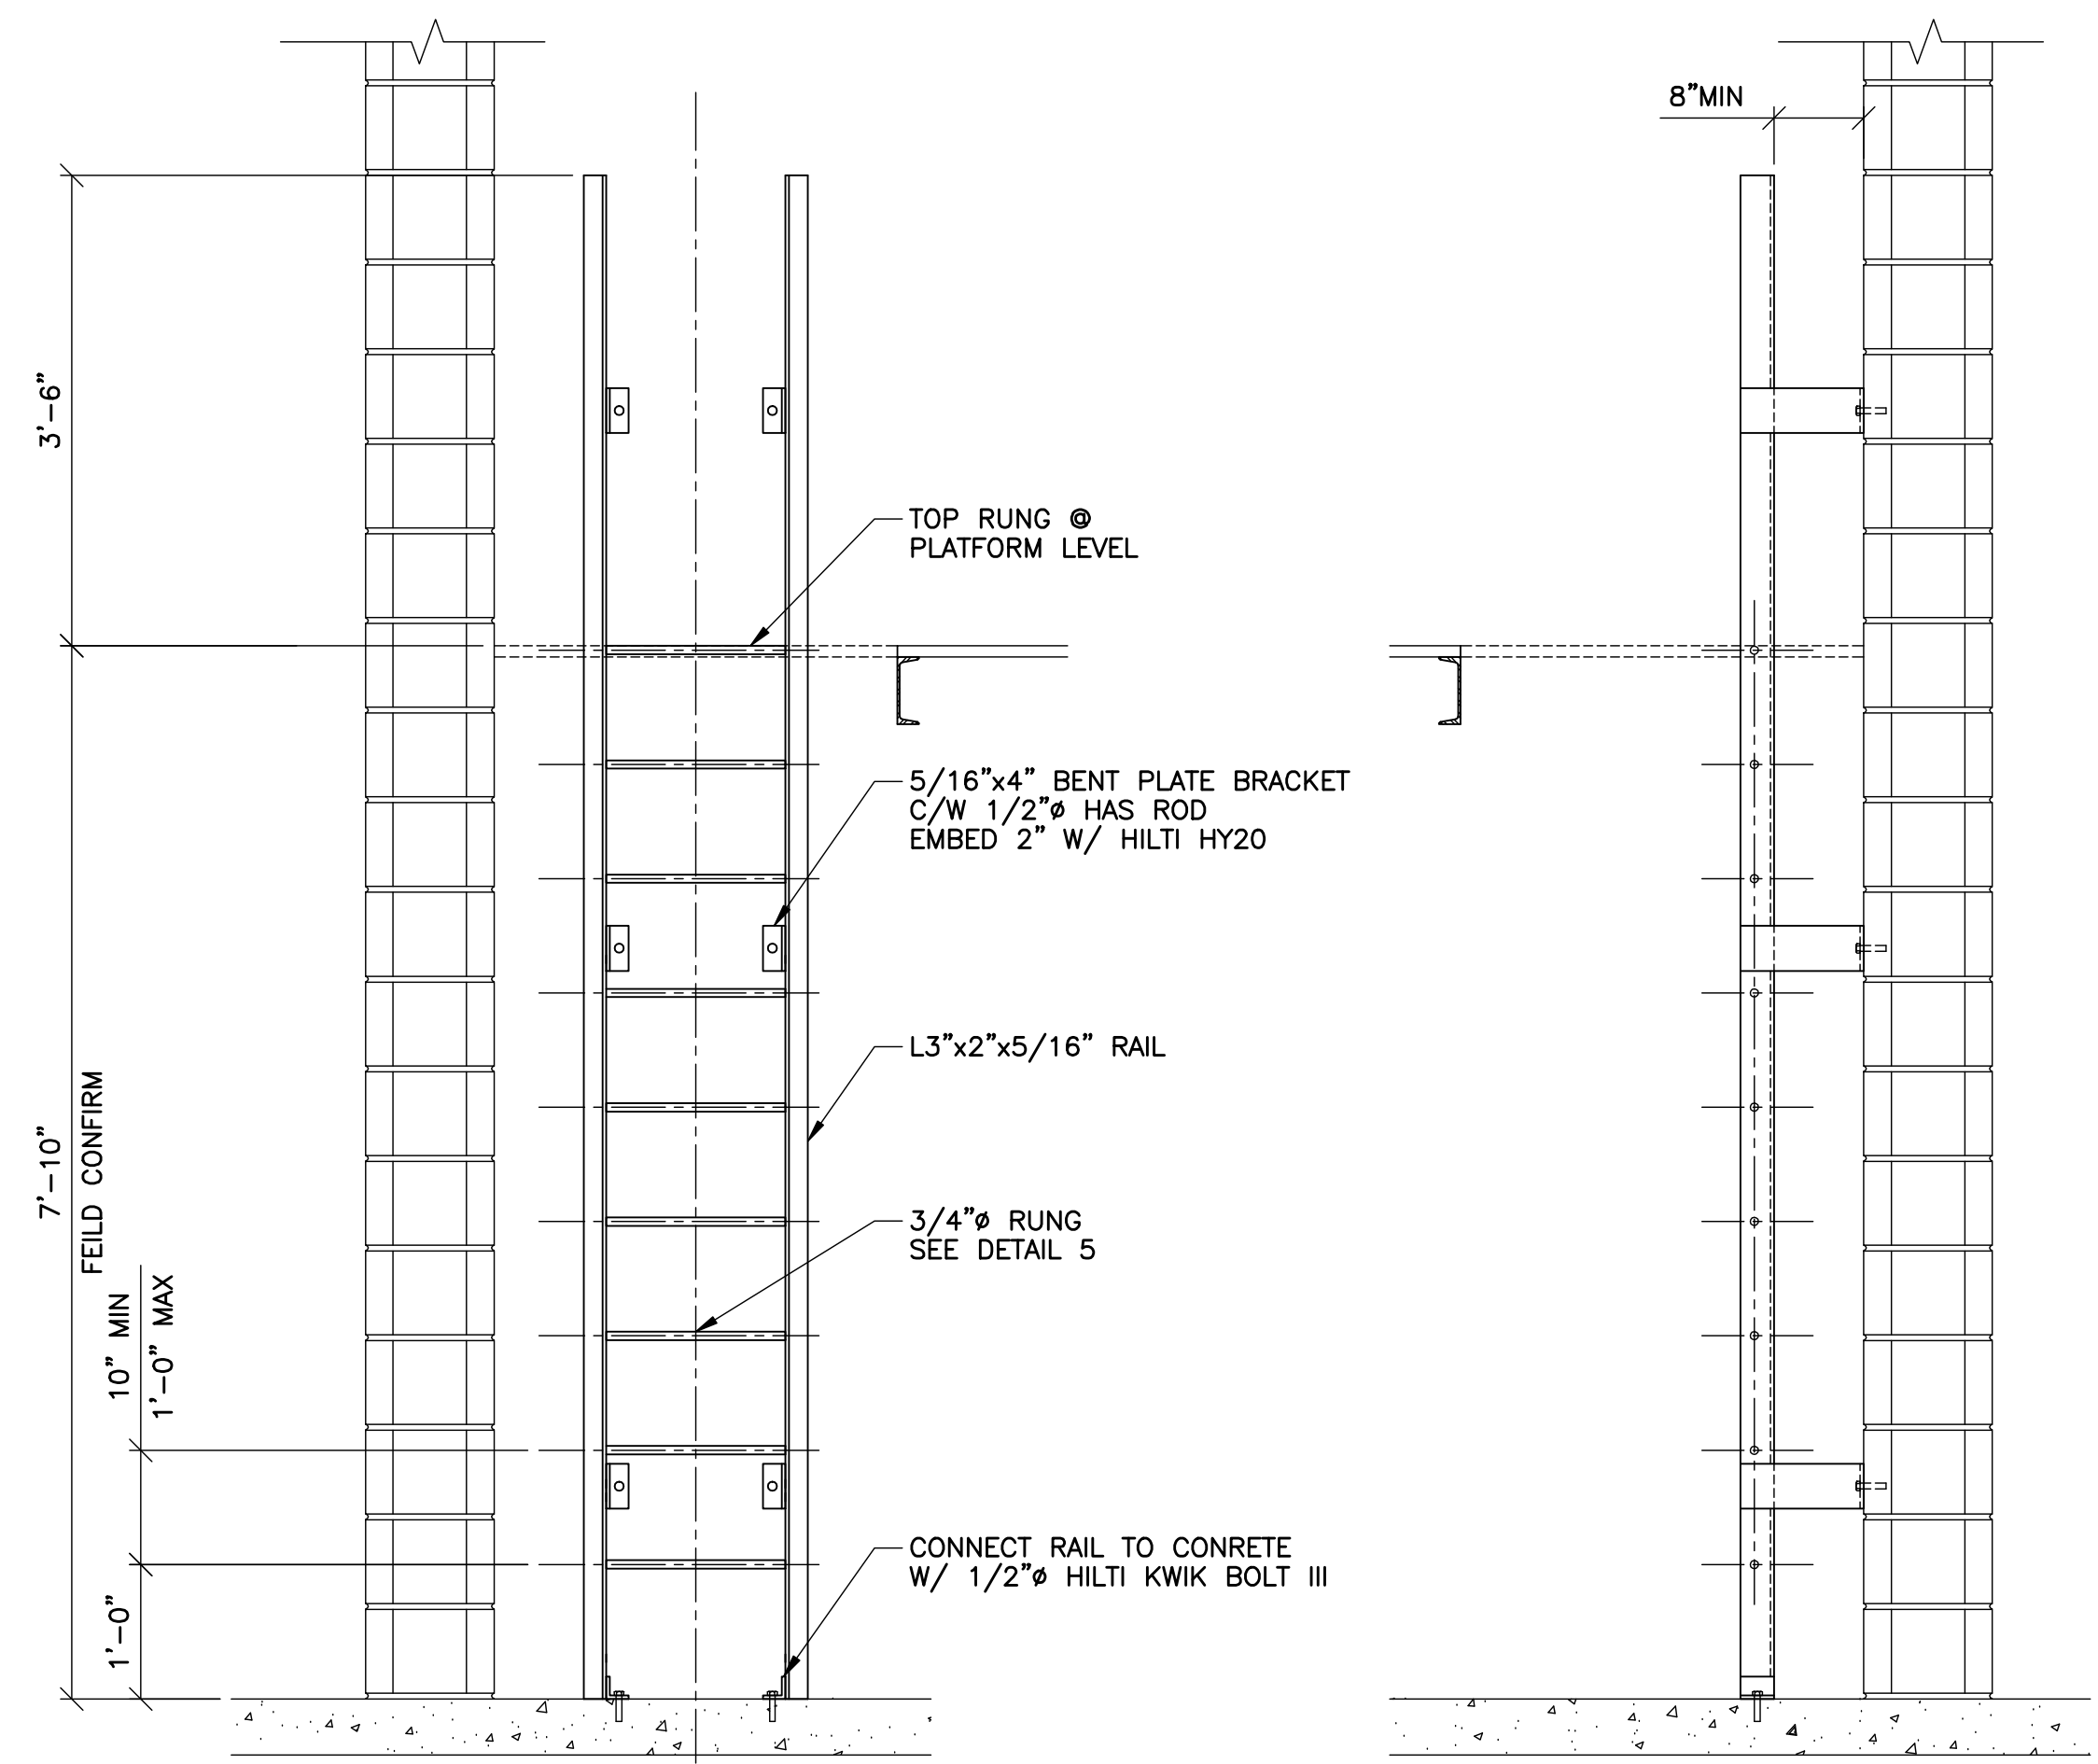 8”MIN
3’-6”
TOP RUNG @
PLATFORM LEVEL
5/16”x4” BENT PLATE BRACKET
C/W 1/2”ø HAS ROD
EMBED 2” W/ HILTI HY20
L3”x2”x5/16” RAIL
7’-10”
FEILD CONFIRM
3/4”ø RUNG
SEE DETAIL 5
10” MIN
1’-0” MAX
CONNECT RAIL TO CONRETE
W/ 1/2”ø HILTI KWIK BOLT III
1’-0”